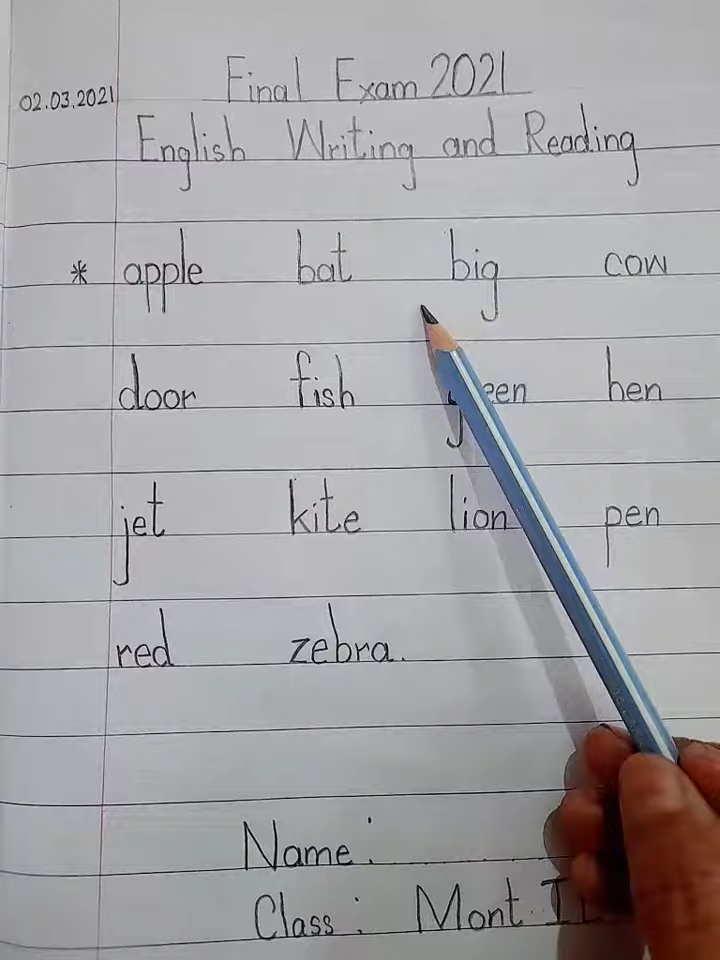 Final Exam 2021
02.03.2021
English Writing and Reading
* apple bat big cow
door fish hen
jet kite lion pen
red zebra.
Name:
Class: Mont